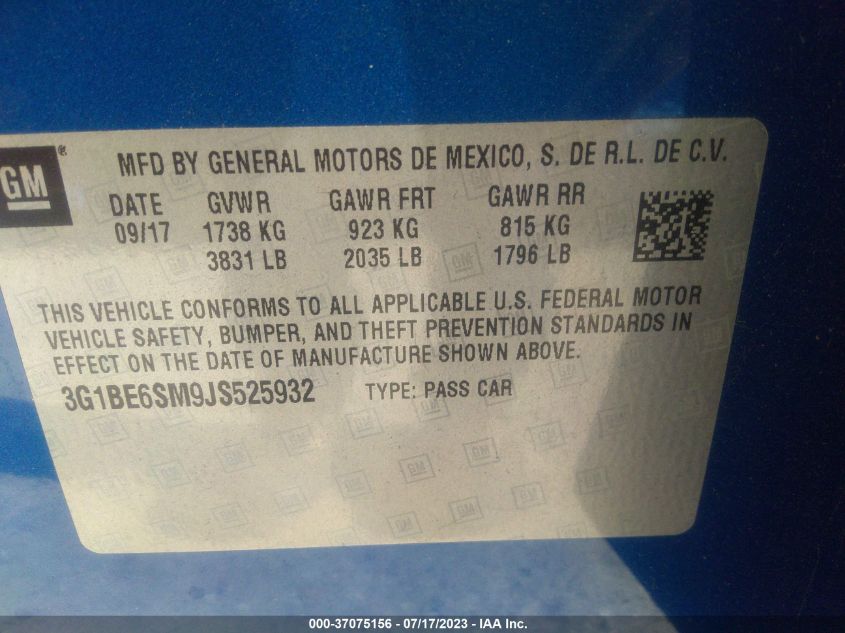 GM®
MFD BY GENERAL MOTORS DE MEXICO, S. DE R.L. DE C.V.
DATE GVWR GAWR FRT GAWR RR
09/17 1738 KG 923 KG 815 KG
3831 LB 2035 LB 1796 LB
THIS VEHICLE CONFORMS TO ALL APPLICABLE U.S. FEDERAL MOTOR
VEHICLE SAFETY, BUMPER, AND THEFT PREVENTION STANDARDS IN
EFFECT ON THE DATE OF MANUFACTURE SHOWN ABOVE.
3G1BE6SM9JS525932 TYPE: PASS CAR
000-37075156 - 07/17/2023 - IAA Inc.